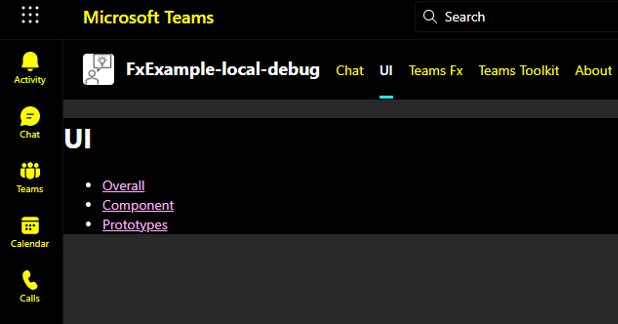 Microsoft Teams
Search
Activity
Chat
Teams
Calendar
Calls
FxExample-local-debug
Chat UI Teams Fx Teams Toolkit About
UI
Overall
Component
Prototypes